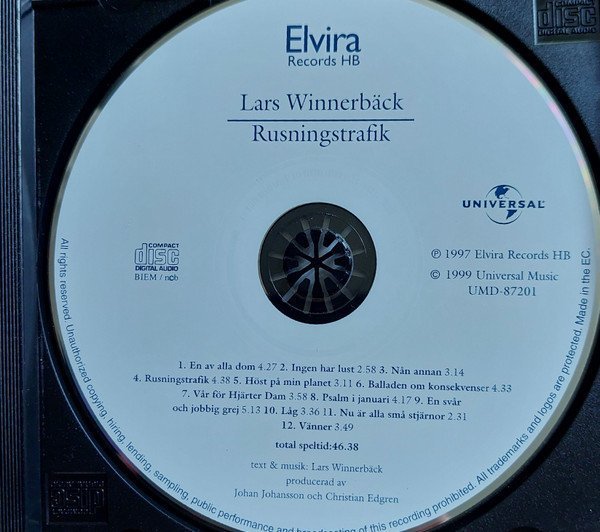 Elvira
Records HB
Lars Winnerbäck
Rusningstrafik
UNIVERSAL
COMPACT
disc
DIGITAL AUDIO
BIEM / ncb
℗ 1997 Elvira Records HB
© 1999 Universal Music
UMD-87201
1. En av alla dom 4.27 2. Ingen har lust 2.58 3. Nån annan 3.14
4. Rusningstrafik 4.38 5. Höst på min planet 3.11 6. Balladen om konsekvenser 4.33
7. Vår för Hjärter Dam 3.58 8. Psalm i januari 4.17 9. En svår
och jobbig grej 5.13 10. Låg 3.36 11. Nu är alla små stjärnor 2.31
12. Vänner 3.49
total speltid:46.38
text & musik: Lars Winnerbäck
producerad av
Johan Johansson och Christian Edgren
All rights reserved. Unauthorized copying, hiring, lending, sampling, public performance and broadcasting of this recording prohibited. All trademarks and logos are protected. Made in the EC.
COMPACT
disc
DIGITAL AUDIO